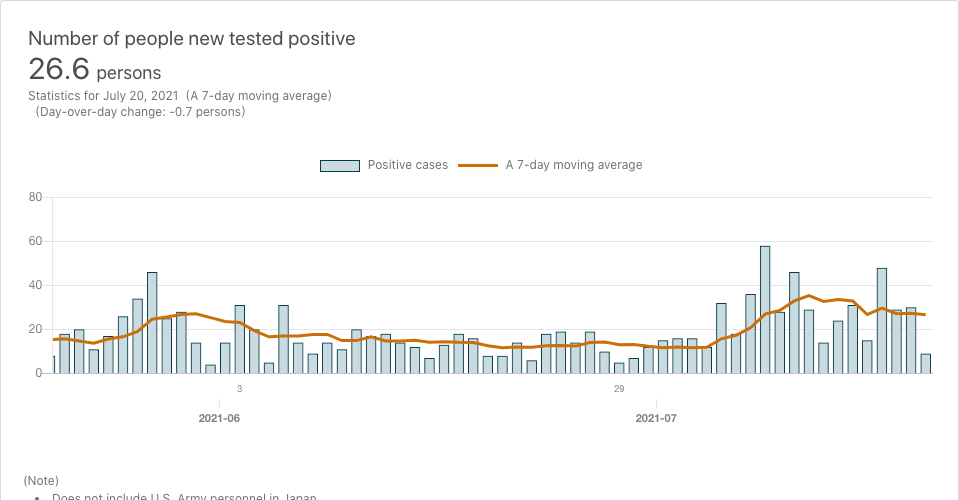 Number of people new tested positive
26.6 persons
Statistics for July 20, 2021 (A 7-day moving average)
(Day-over-day change: -0.7 persons)
Positive cases A 7-day moving average
80
60
40
20
0
3 29
2021-06 2021-07
(Note)
• Does not include U.S. Army personnel in Japan